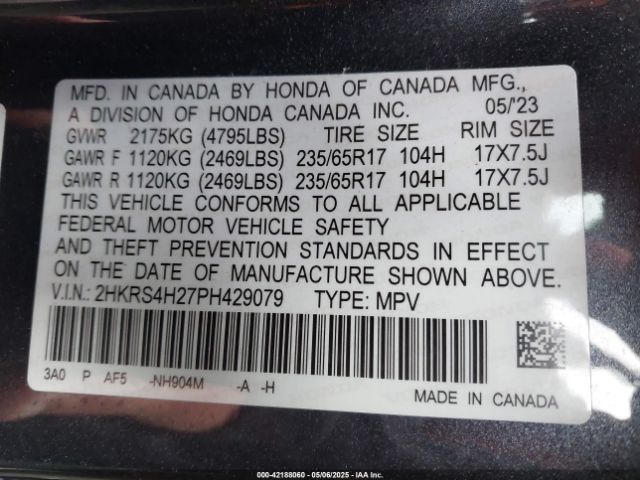 MFD. IN CANADA BY HONDA OF CANADA MFG.,
A DIVISION OF HONDA CANADA INC. 05/'23
GVWR 2175KG (4795LBS) TIRE SIZE RIM SIZE
GAWR F 1120KG (2469LBS) 235/65R17 104H 17X7.5J
GAWR R 1120KG (2469LBS) 235/65R17 104H 17X7.5J
THIS VEHICLE CONFORMS TO ALL APPLICABLE
FEDERAL MOTOR VEHICLE SAFETY
AND THEFT PREVENTION STANDARDS IN EFFECT
ON THE DATE OF MANUFACTURE SHOWN ABOVE.
V.I.N.: 2HKRS4H27PH429079 TYPE: MPV
3A0 P AF5 -NH904M -A -H
MADE IN CANADA
000-42188060 - 05/06/2025 - IAA Inc.